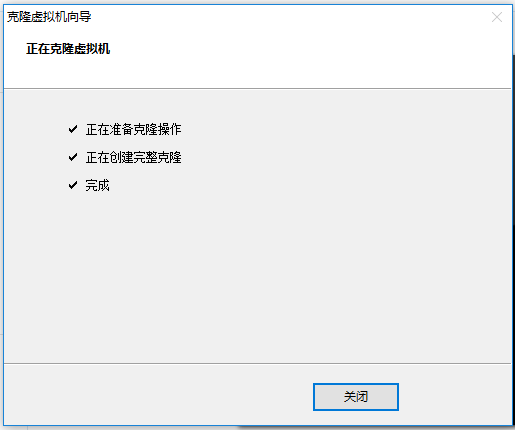 克隆虚拟机向导
正在克隆虚拟机
正在准备克隆操作
正在创建完整克隆
完成
关闭